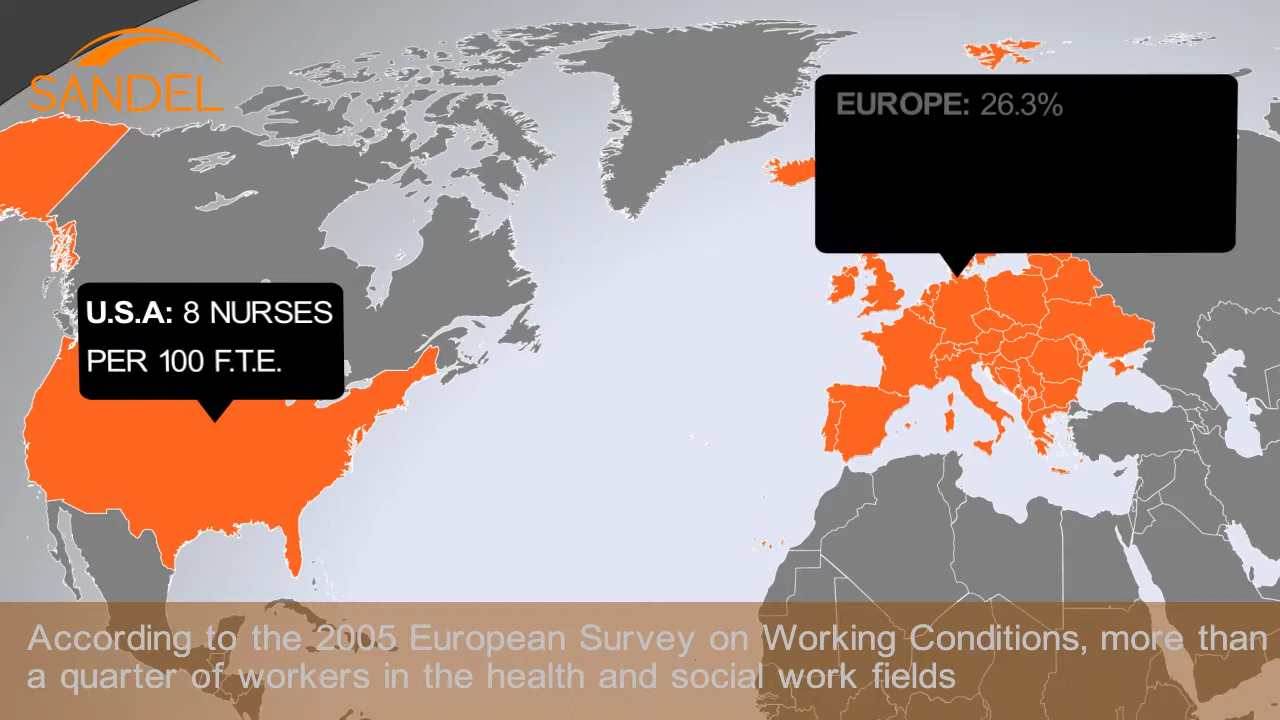 SANDEL
EUROPE: 26.3%
U.S.A: 8 NURSES
PER 100 F.T.E.
According to the 2005 European Survey on Working Conditions, more than
a quarter of workers in the health and social work fields